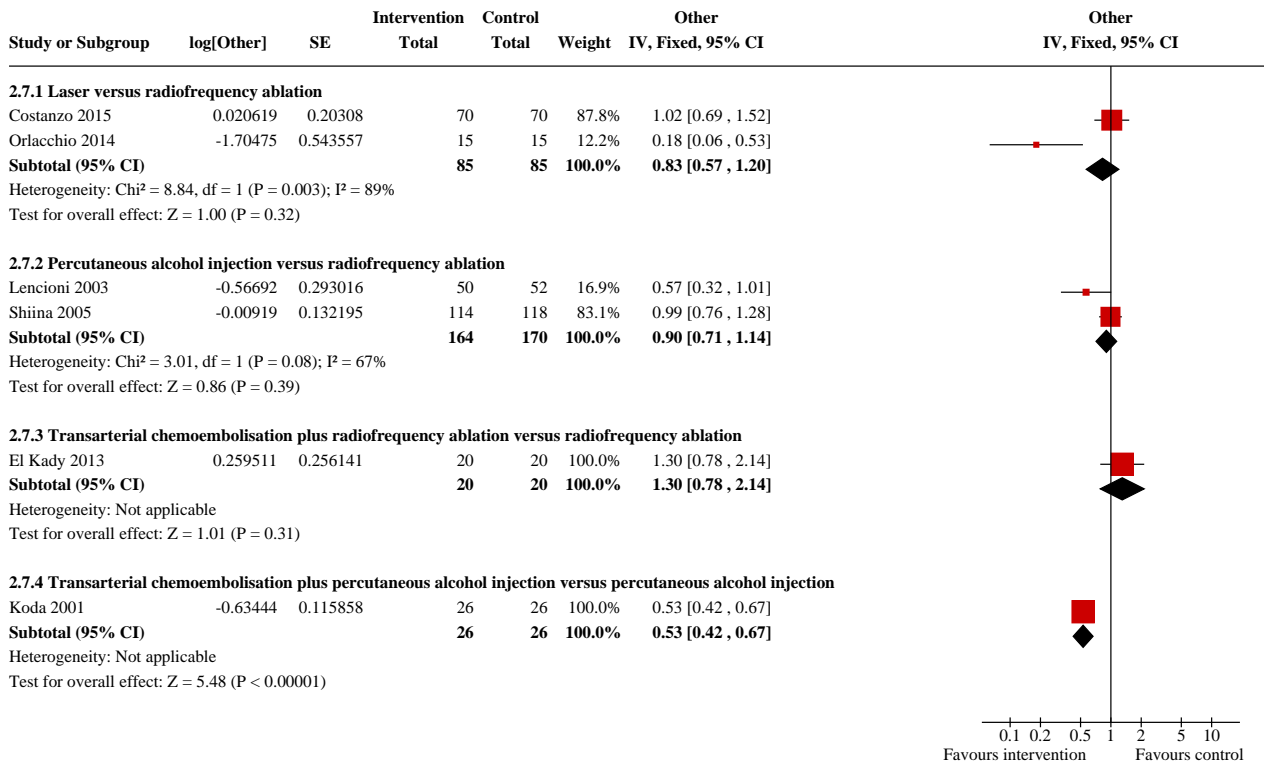 Intervention Control Other Other
Study or Subgroup log[Other] SE Total Total Weight IV, Fixed, 95% CI IV, Fixed, 95% CI
2.7.1 Laser versus radiofrequency ablation
Costanzo 2015 0.020619 0.20308 70 70 87.8% 1.02 [0.69 , 1.52]
Orlacchio 2014 -1.70475 0.543557 15 15 12.2% 0.18 [0.06 , 0.53]
Subtotal (95% CI) 85 85 100.0% 0.83 [0.57 , 1.20]
Heterogeneity: Chi² = 8.84, df = 1 (P = 0.003); I² = 89%
Test for overall effect: Z = 1.00 (P = 0.32)
2.7.2 Percutaneous alcohol injection versus radiofrequency ablation
Lencioni 2003 -0.56692 0.293016 50 52 16.9% 0.57 [0.32 , 1.01]
Shiina 2005 -0.00919 0.132195 114 118 83.1% 0.99 [0.76 , 1.28]
Subtotal (95% CI) 164 170 100.0% 0.90 [0.71 , 1.14]
Heterogeneity: Chi² = 3.01, df = 1 (P = 0.08); I² = 67%
Test for overall effect: Z = 0.86 (P = 0.39)
2.7.3 Transarterial chemoembolisation plus radiofrequency ablation versus radiofrequency ablation
El Kady 2013 0.259511 0.256141 20 20 100.0% 1.30 [0.78 , 2.14]
Subtotal (95% CI) 20 20 100.0% 1.30 [0.78 , 2.14]
Heterogeneity: Not applicable
Test for overall effect: Z = 1.01 (P = 0.31)
2.7.4 Transarterial chemoembolisation plus percutaneous alcohol injection versus percutaneous alcohol injection
Koda 2001 -0.63444 0.115858 26 26 100.0% 0.53 [0.42 , 0.67]
Subtotal (95% CI) 26 26 100.0% 0.53 [0.42 , 0.67]
Heterogeneity: Not applicable
Test for overall effect: Z = 5.48 (P < 0.00001)
0.1 0.2 0.5 1 2 5 10
Favours intervention Favours control